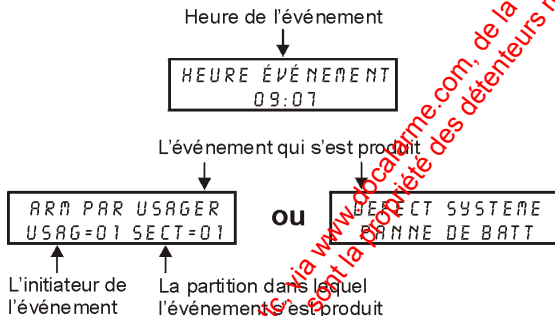 Heure de l'événement
HEURE ÉVÉNEMENT
09:07
L'événement qui s'est produit
ARM PAR USAGER
USAG=01 SECT=01
ou
DEFECT SYSTEME
PANNE DE BATT
L'initiateur de
l'événement
La partition dans lequel
l'événement s'est produit
ic, via www.docalarme.com, de la
sont la propriété des détenteurs